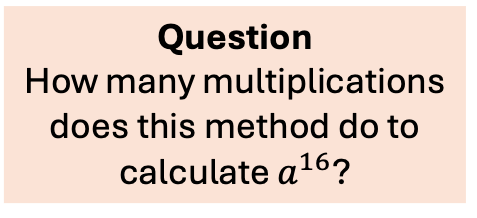 Question
How many multiplications
does this method do to
calculate 𝑎¹⁶?